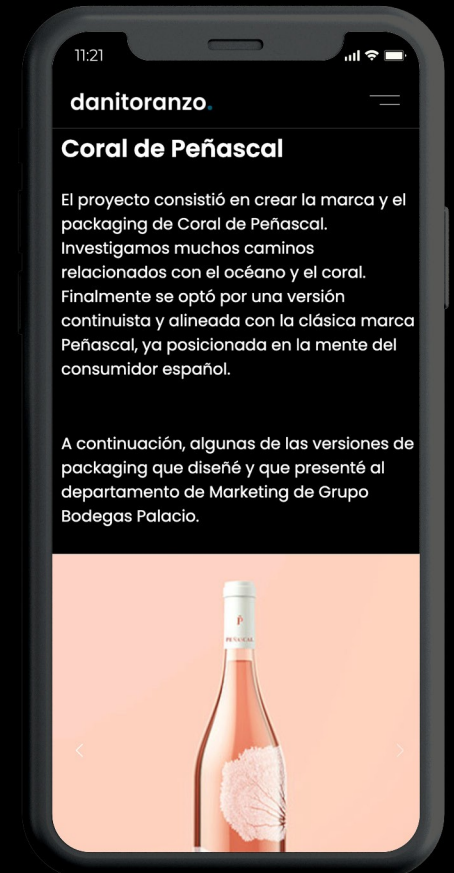 11:21
danitoranzo.
Coral de Peñascal
El proyecto consistió en crear la marca y el
packaging de Coral de Peñascal.
Investigamos muchos caminos
relacionados con el océano y el coral.
Finalmente se optó por una versión
continuista y alineada con la clásica marca
Peñascal, ya posicionada en la mente del
consumidor español.
A continuación, algunas de las versiones de
packaging que diseñé y que presenté al
departamento de Marketing de Grupo
Bodegas Palacio.
PEÑASCAL